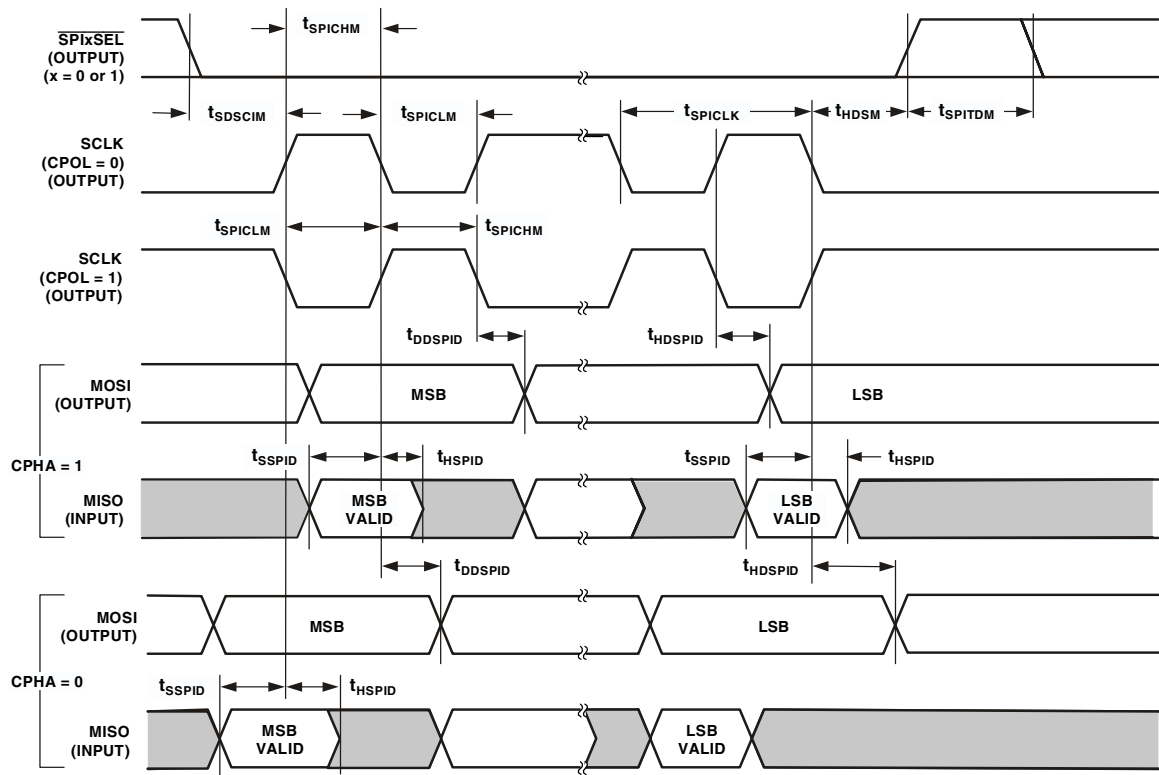 tSPICHM
SPIxSEL
(OUTPUT)
(x = 0 or 1)
tSDSCIM
tSPICLM
tSPICLK
tHDSM
tSPITDM
SCLK
(CPOL = 0)
(OUTPUT)
tSPICLM
tSPICHM
SCLK
(CPOL = 1)
(OUTPUT)
tDDSPID
tHDSPID
MOSI
(OUTPUT)
MSB
LSB
CPHA = 1
tSSPID
tHSPID
tSSPID
tHSPID
MISO
(INPUT)
MSB
VALID
LSB
VALID
tDDSPID
tHDSPID
MOSI
(OUTPUT)
MSB
LSB
CPHA = 0
tSSPID
tHSPID
MISO
(INPUT)
MSB
VALID
LSB
VALID